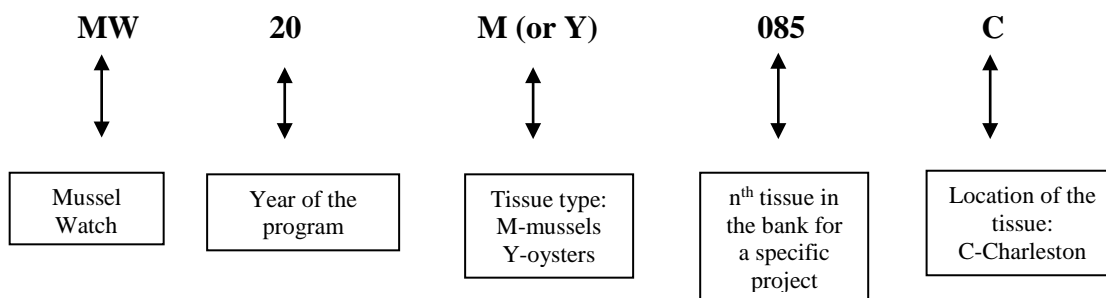 MW 20 M (or Y) 085 C
Mussel
Watch
Year of the
program
Tissue type:
M-mussels
Y-oysters
nth tissue in
the bank for
a specific
project
Location of the
tissue:
C-Charleston